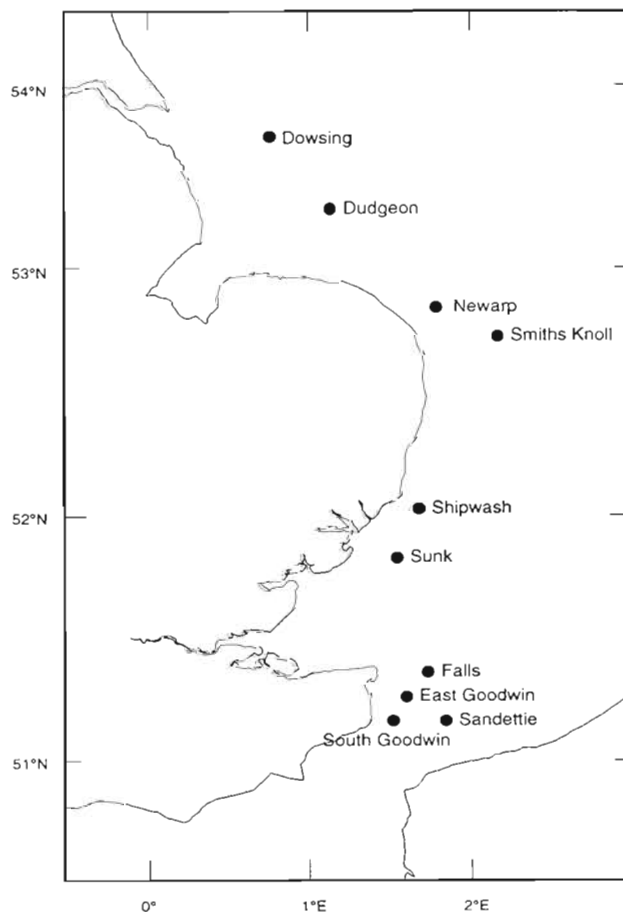 54°N
Dowsing
Dudgeon
53°N
Newarp
Smiths Knoll
52°N
Shipwash
Sunk
Falls
East Goodwin
Sandettie
South Goodwin
51°N
0°
1°E
2°E